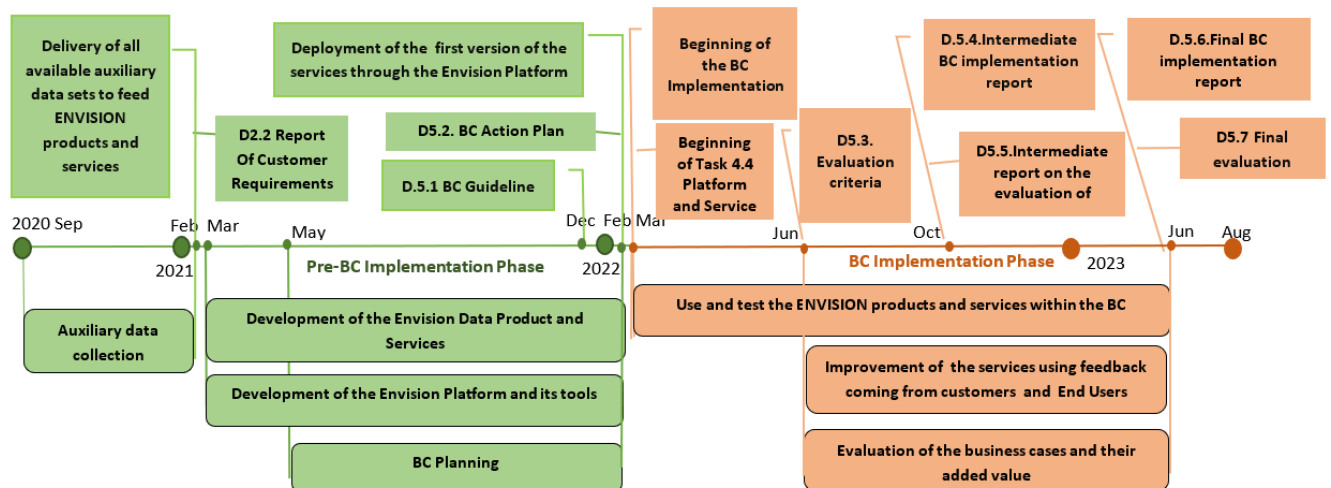 Delivery of all
available auxiliary
data sets to feed
ENVISION
products and
services
D2.2 Report
Of Customer
Requirements
Deployment of the first version of the
services through the Envision Platform
D5.2. BC Action Plan
D.5.1 BC Guideline
Beginning of
the BC
Implementation
Beginning
of Task 4.4
Platform
and Service
D5.3.
Evaluation
criteria
D.5.4.Intermediate
BC implementation
report
D5.5.Intermediate
report on the
evaluation of
D.5.6.Final BC
implementation
report
D5.7 Final
evaluation
2020 Sep
Feb
Mar
May
Dec
Feb
Mar
Jun
Oct
Jun
Aug
2021
Pre-BC Implementation Phase
2022
BC Implementation Phase
2023
Auxiliary data
collection
Development of the Envision Data Product and
Services
Development of the Envision Platform and its tools
BC Planning
Use and test the ENVISION products and services within the BC
Improvement of the services using feedback
coming from customers and End Users
Evaluation of the business cases and their
added value